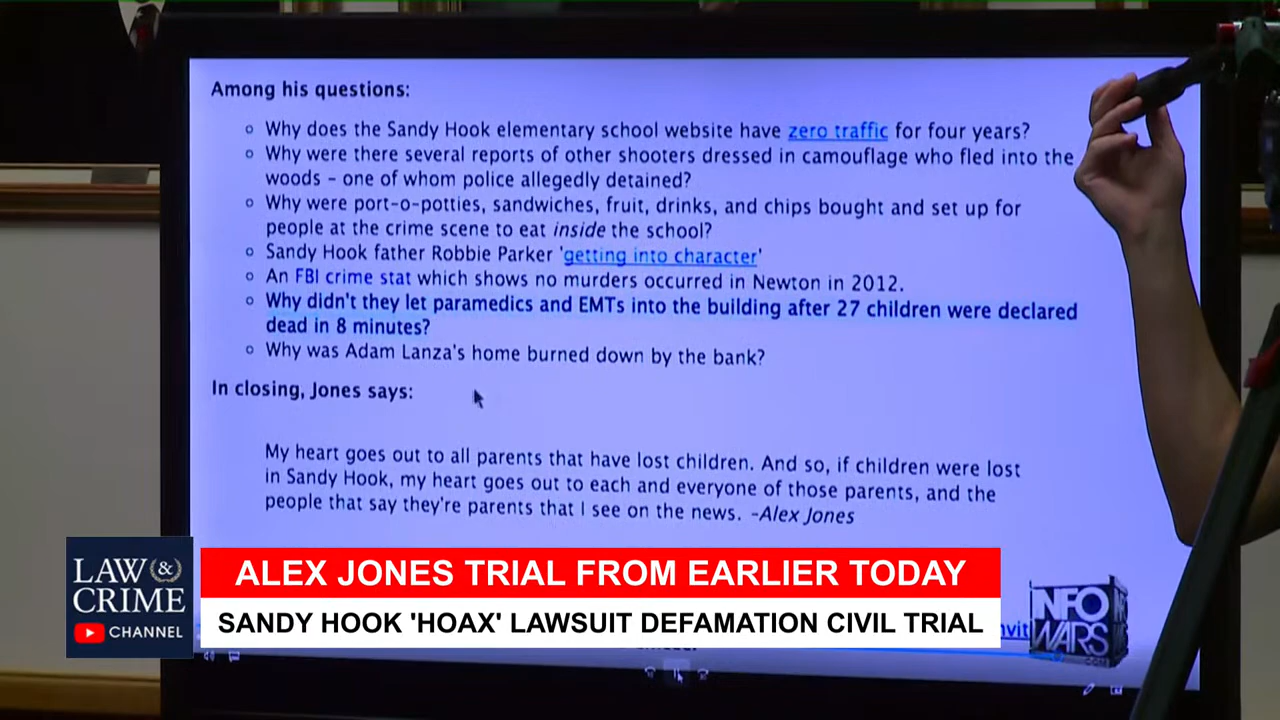 Among his questions:
Why does the Sandy Hook elementary school website have zero traffic for four years?
Why were there several reports of other shooters dressed in camouflage who fled into the
woods – one of whom police allegedly detained?
Why were port-o-potties, sandwiches, fruit, drinks, and chips bought and set up for
people at the crime scene to eat inside the school?
Sandy Hook father Robbie Parker 'getting into character'
An FBI crime stat which shows no murders occurred in Newton in 2012.
Why didn't they let paramedics and EMTs into the building after 27 children were declared
dead in 8 minutes?
Why was Adam Lanza's home burned down by the bank?
In closing, Jones says:
My heart goes out to all parents that have lost children. And so, if children were lost
in Sandy Hook, my heart goes out to each and everyone of those parents, and the
people that say they're parents that I see on the news. –Alex Jones
LAW &
CRIME
CHANNEL
ALEX JONES TRIAL FROM EARLIER TODAY
SANDY HOOK 'HOAX' LAWSUIT DEFAMATION CIVIL TRIAL
INFO
WARS
.COM